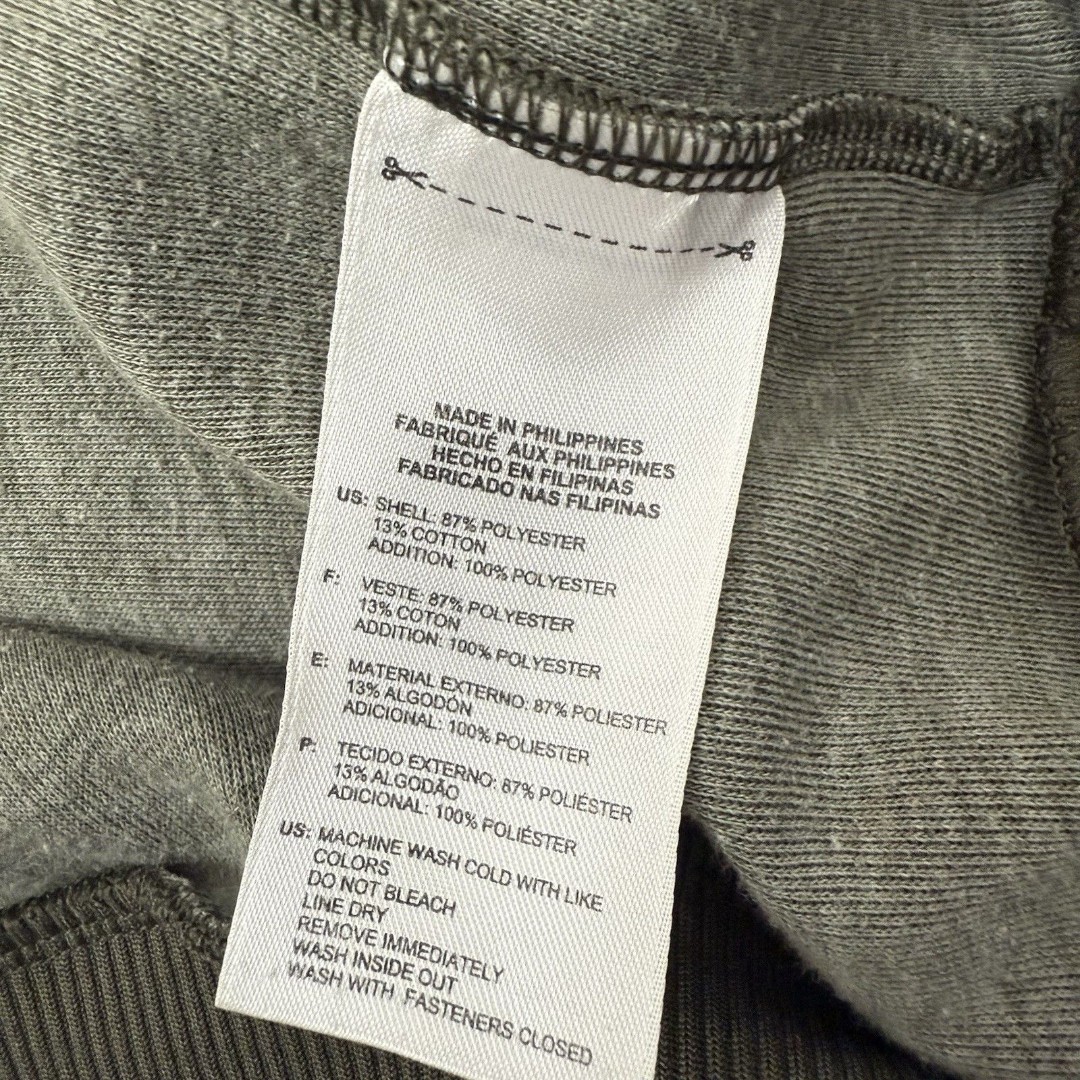 MADE IN PHILIPPINES
FABRIQUÉ AUX PHILIPPINES
HECHO EN FILIPINAS
FABRICADO NAS FILIPINAS
US: SHELL: 87% POLYESTER
13% COTTON
ADDITION: 100% POLYESTER
F: VESTE: 87% POLYESTER
13% COTON
ADDITION: 100% POLYESTER
E: MATERIAL EXTERNO: 87% POLIESTER
13% ALGODÓN
ADICIONAL: 100% POLIESTER
P: TECIDO EXTERNO: 87% POLIÉSTER
13% ALGODÃO
ADICIONAL: 100% POLIÉSTER
US: MACHINE WASH COLD WITH LIKE
COLORS
DO NOT BLEACH
LINE DRY
REMOVE IMMEDIATELY
WASH INSIDE OUT
WASH WITH FASTENERS CLOSED